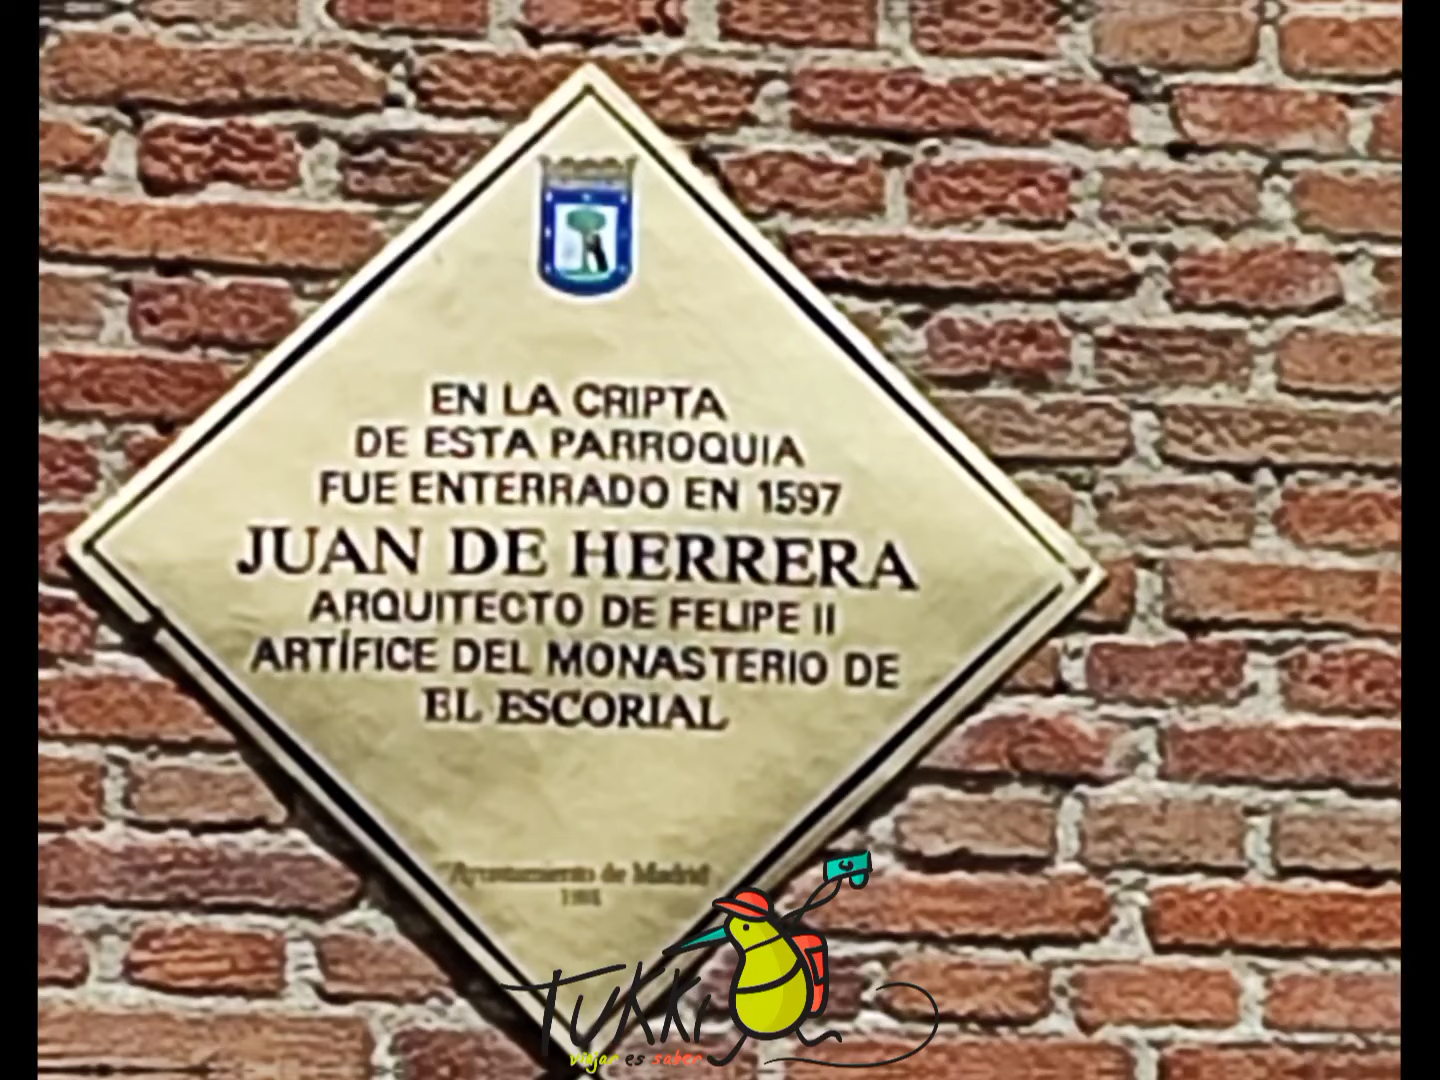 EN LA CRIPTA
DE ESTA PARROQUIA
FUE ENTERRADO EN 1597
JUAN DE HERRERA
ARQUITECTO DE FELIPE II
ARTÍFICE DEL MONASTERIO DE
EL ESCORIAL
Ayuntamiento de Madrid
TUKKI
viajar es saber